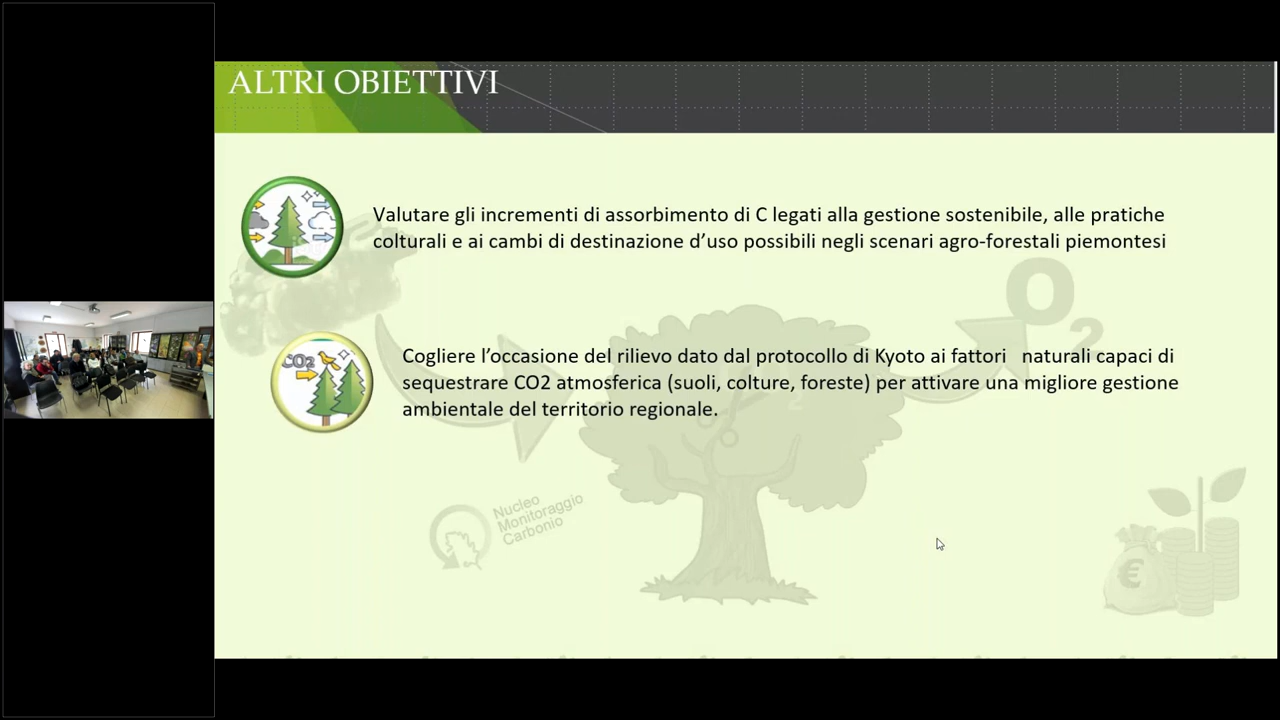 ALTRI OBIETTIVI
Valutare gli incrementi di assorbimento di C legati alla gestione sostenibile, alle pratiche
colturali e ai cambi di destinazione d’uso possibili negli scenari agro-forestali piemontesi
O2
CO2
Cogliere l’occasione del rilievo dato dal protocollo di Kyoto ai fattori naturali capaci di
sequestrare CO2 atmosferica (suoli, colture, foreste) per attivare una migliore gestione
ambientale del territorio regionale.
Nucleo
Monitoraggio
Carbonio
€